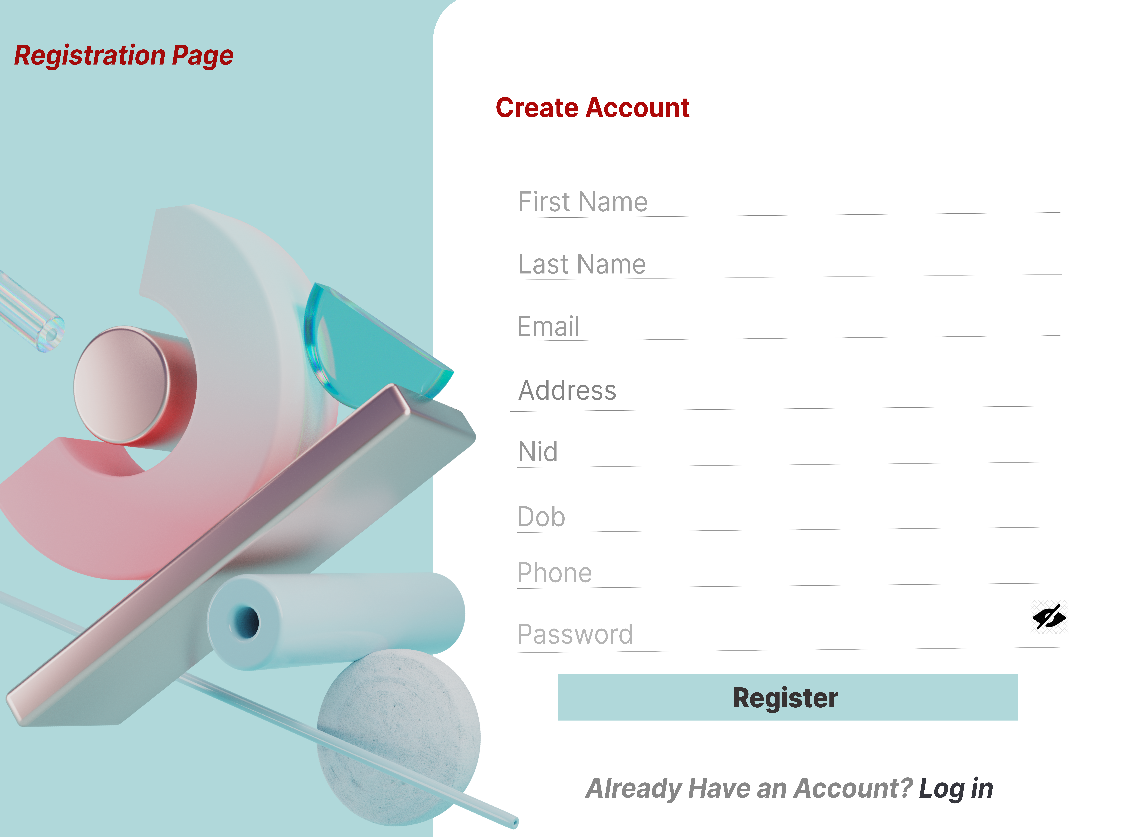 Registration Page
Create Account
First Name
Last Name
Email
Address
Nid
Dob
Phone
Password
Register
Already Have an Account? Log in